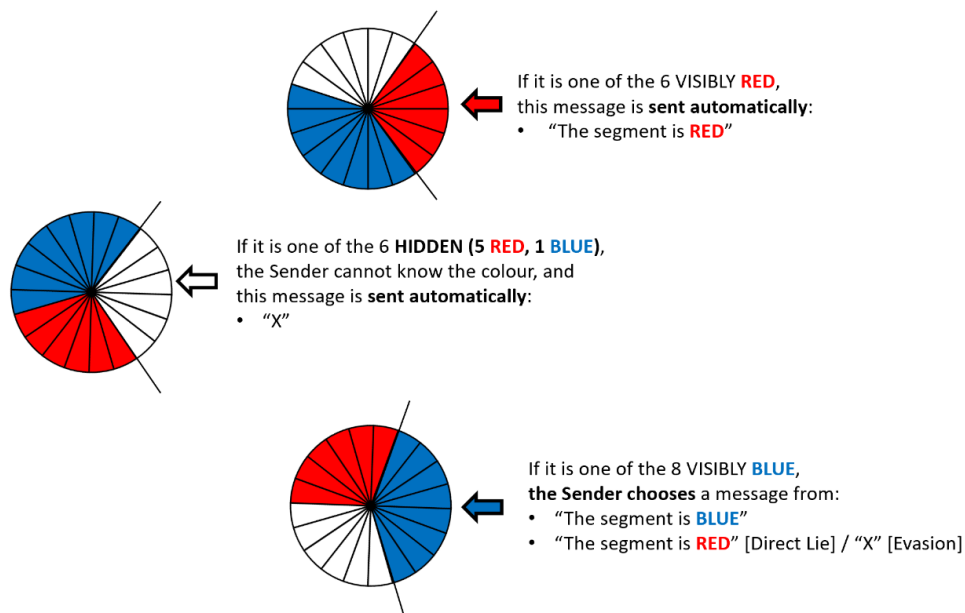 If it is one of the 6 VISIBLY RED,
this message is sent automatically:
• “The segment is RED”
If it is one of the 6 HIDDEN (5 RED, 1 BLUE),
the Sender cannot know the colour, and
this message is sent automatically:
• “X”
If it is one of the 8 VISIBLY BLUE,
the Sender chooses a message from:
• “The segment is BLUE”
• “The segment is RED” [Direct Lie] / “X” [Evasion]